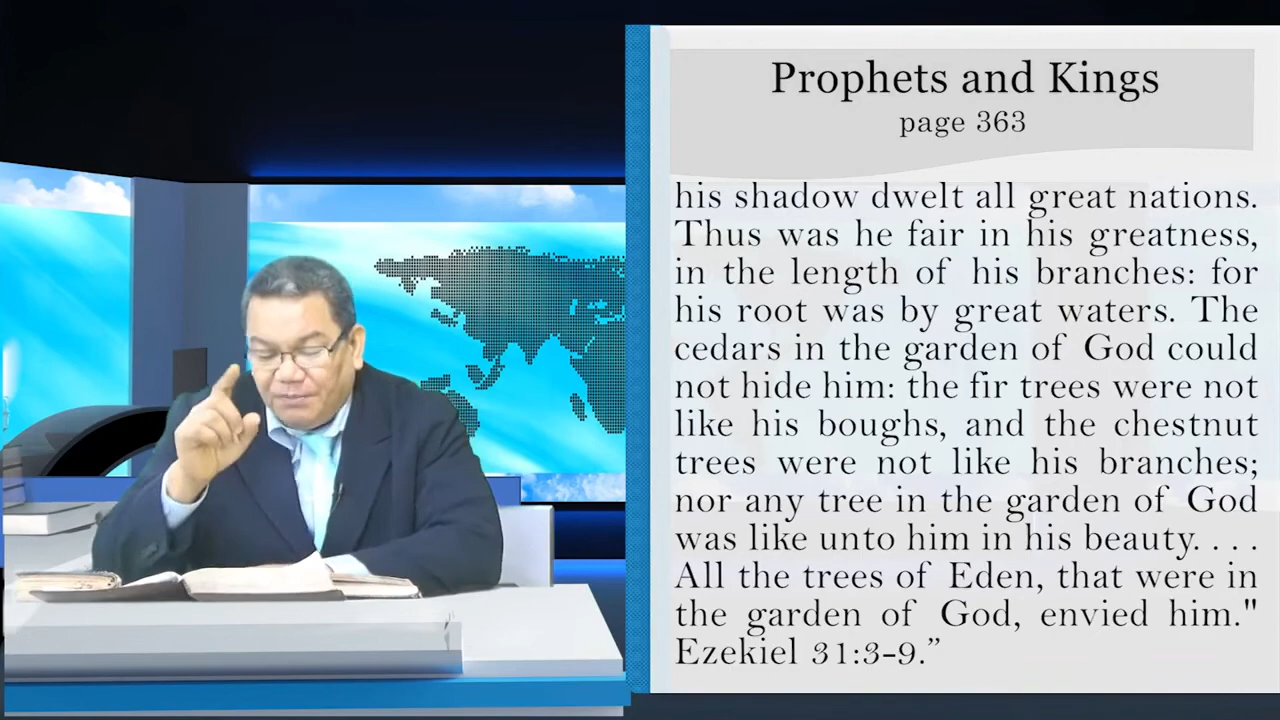 Prophets and Kings
page 363
his shadow dwelt all great nations.
Thus was he fair in his greatness,
in the length of his branches: for
his root was by great waters. The
cedars in the garden of God could
not hide him: the fir trees were not
like his boughs, and the chestnut
trees were not like his branches;
nor any tree in the garden of God
was like unto him in his beauty. . . .
All the trees of Eden, that were in
the garden of God, envied him."
Ezekiel 31:3-9.”